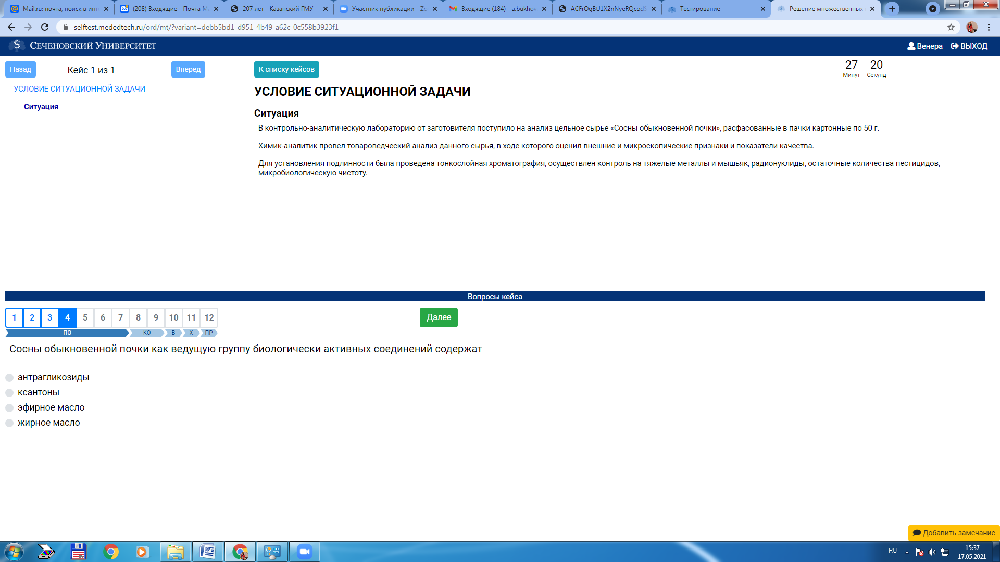 Mail.ru: почта, поиск в инт
(208) Входящие - Почта Ma
207 лет - Казанский ГМУ
Участник публикации - Zo
Входящие (184) - a.bukhov
ACFrOgBtJ1X2nNyeRQcodS
Тестирование
Решение множественных
selftest.mededtech.ru/ord/mt/?variant=debb5bd1-d951-4b49-a62c-0c558b3923f1
Сеченовский Университет
Венера
ВЫХОД
Назад
Кейс 1 из 1
Вперед
К списку кейсов
27 20
Минут Секунд
УСЛОВИЕ СИТУАЦИОННОЙ ЗАДАЧИ
Ситуация
УСЛОВИЕ СИТУАЦИОННОЙ ЗАДАЧИ
Ситуация
В контрольно-аналитическую лабораторию от заготовителя поступило на анализ цельное сырье «Сосны обыкновенной почки», расфасованные в пачки картонные по 50 г.
Химик-аналитик провел товароведческий анализ данного сырья, в ходе которого оценил внешние и микроскопические признаки и показатели качества.
Для установления подлинности была проведена тонкослойная хроматография, осуществлен контроль на тяжелые металлы и мышьяк, радионуклиды, остаточные количества пестицидов,
микробиологическую чистоту.
Вопросы кейса
1 2 3 4 5 6 7 8 9 10 11 12
ПО КО В Х ПР
Далее
Сосны обыкновенной почки как ведущую группу биологически активных соединений содержат
антрагликозиды
ксантоны
эфирное масло
жирное масло
Добавить замечание
RU
15:37
17.05.2021